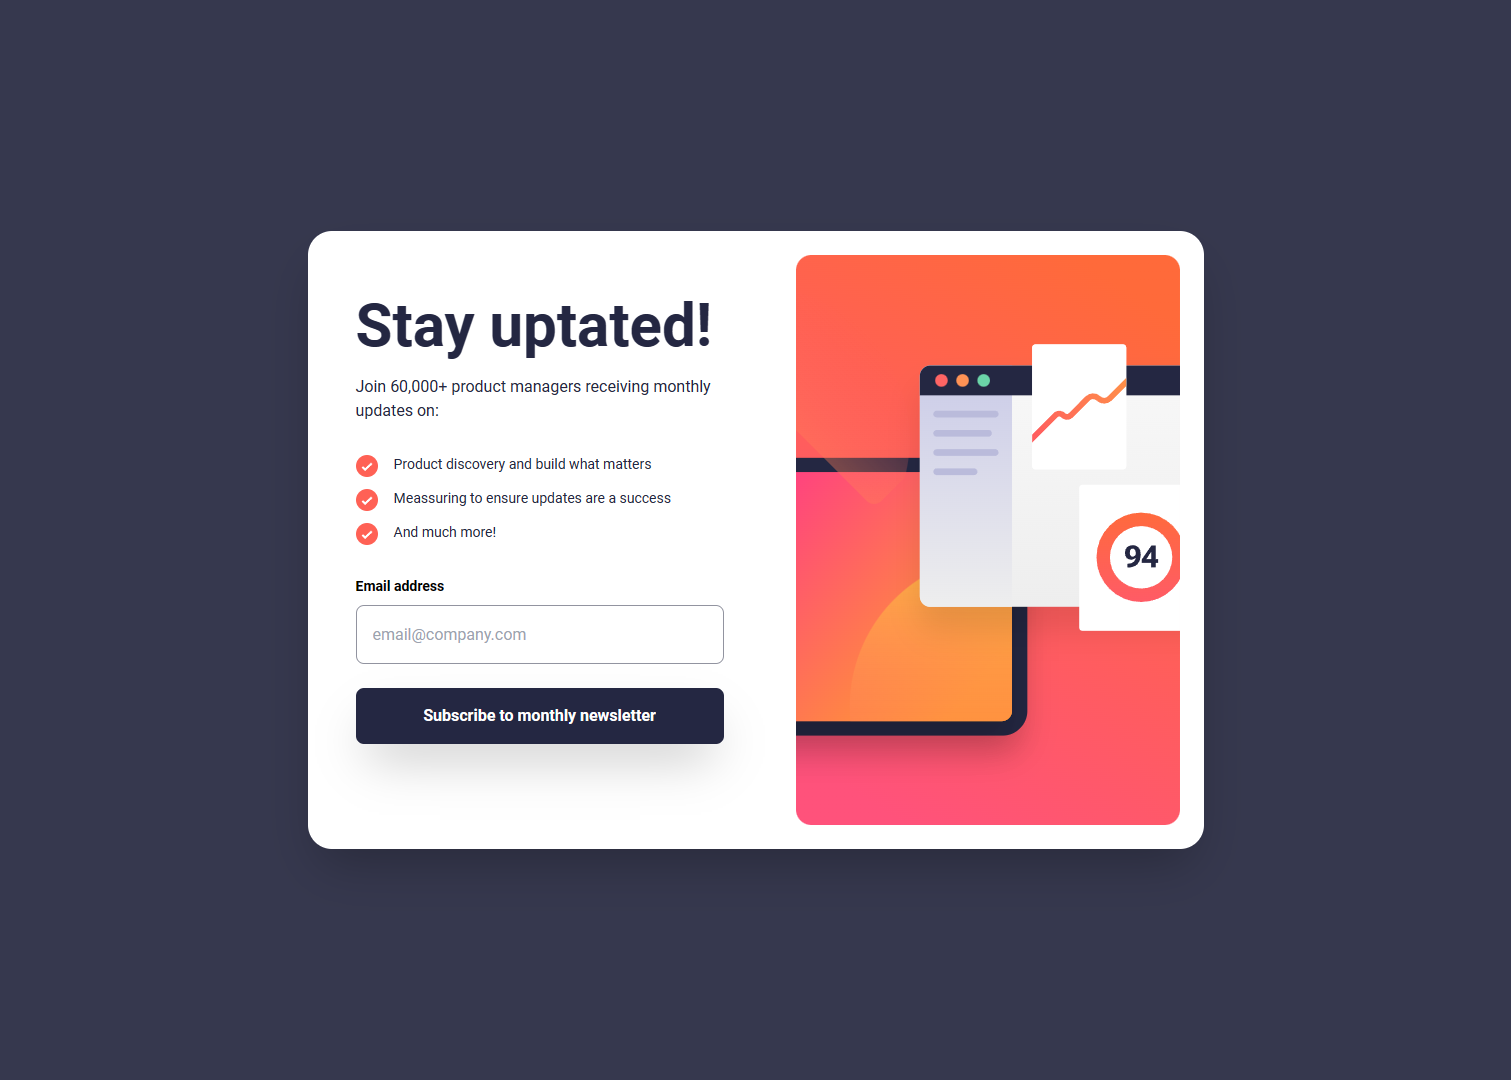 Stay uptated!
Join 60,000+ product managers receiving monthly
updates on:
Product discovery and build what matters
Meassuring to ensure updates are a success
And much more!
Email address
email@company.com
Subscribe to monthly newsletter
94